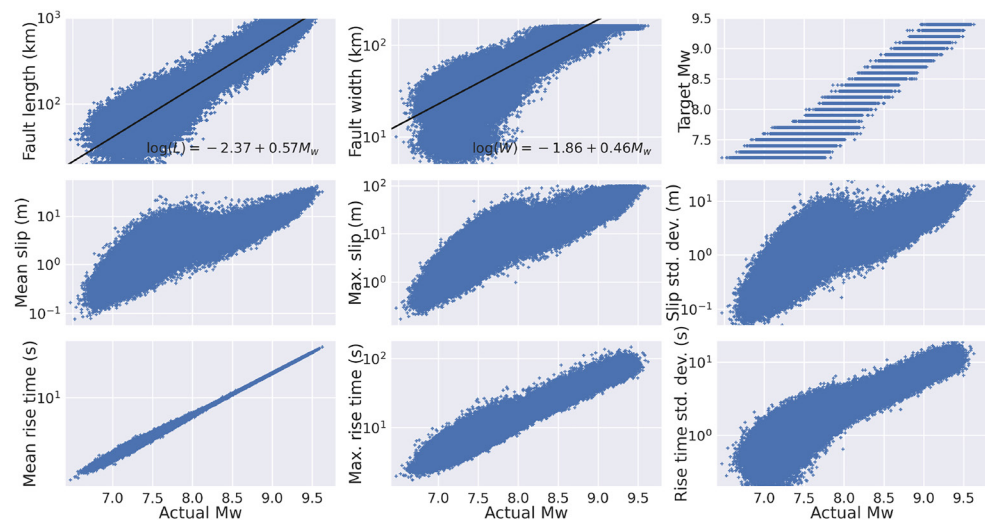 Fault length (km)
10³
10²
log(L) = −2.37 + 0.57M_w
Fault width (km)
10²
10¹
log(W) = −1.86 + 0.46M_w
Target Mw
9.5
9.0
8.5
8.0
7.5
Mean slip (m)
10¹
10⁰
10⁻¹
Max. slip (m)
10²
10¹
10⁰
Slip std. dev. (m)
10¹
10⁰
10⁻¹
Mean rise time (s)
10¹
7.0 7.5 8.0 8.5 9.0 9.5
Actual Mw
Max. rise time (s)
10²
10¹
7.0 7.5 8.0 8.5 9.0 9.5
Actual Mw
Rise time std. dev. (s)
10¹
10⁰
7.0 7.5 8.0 8.5 9.0 9.5
Actual Mw